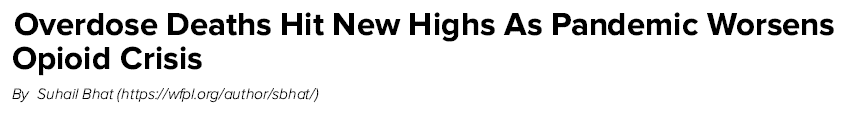 Overdose Deaths Hit New Highs As Pandemic Worsens
Opioid Crisis
By Suhail Bhat (https://wfpl.org/author/sbhat/)